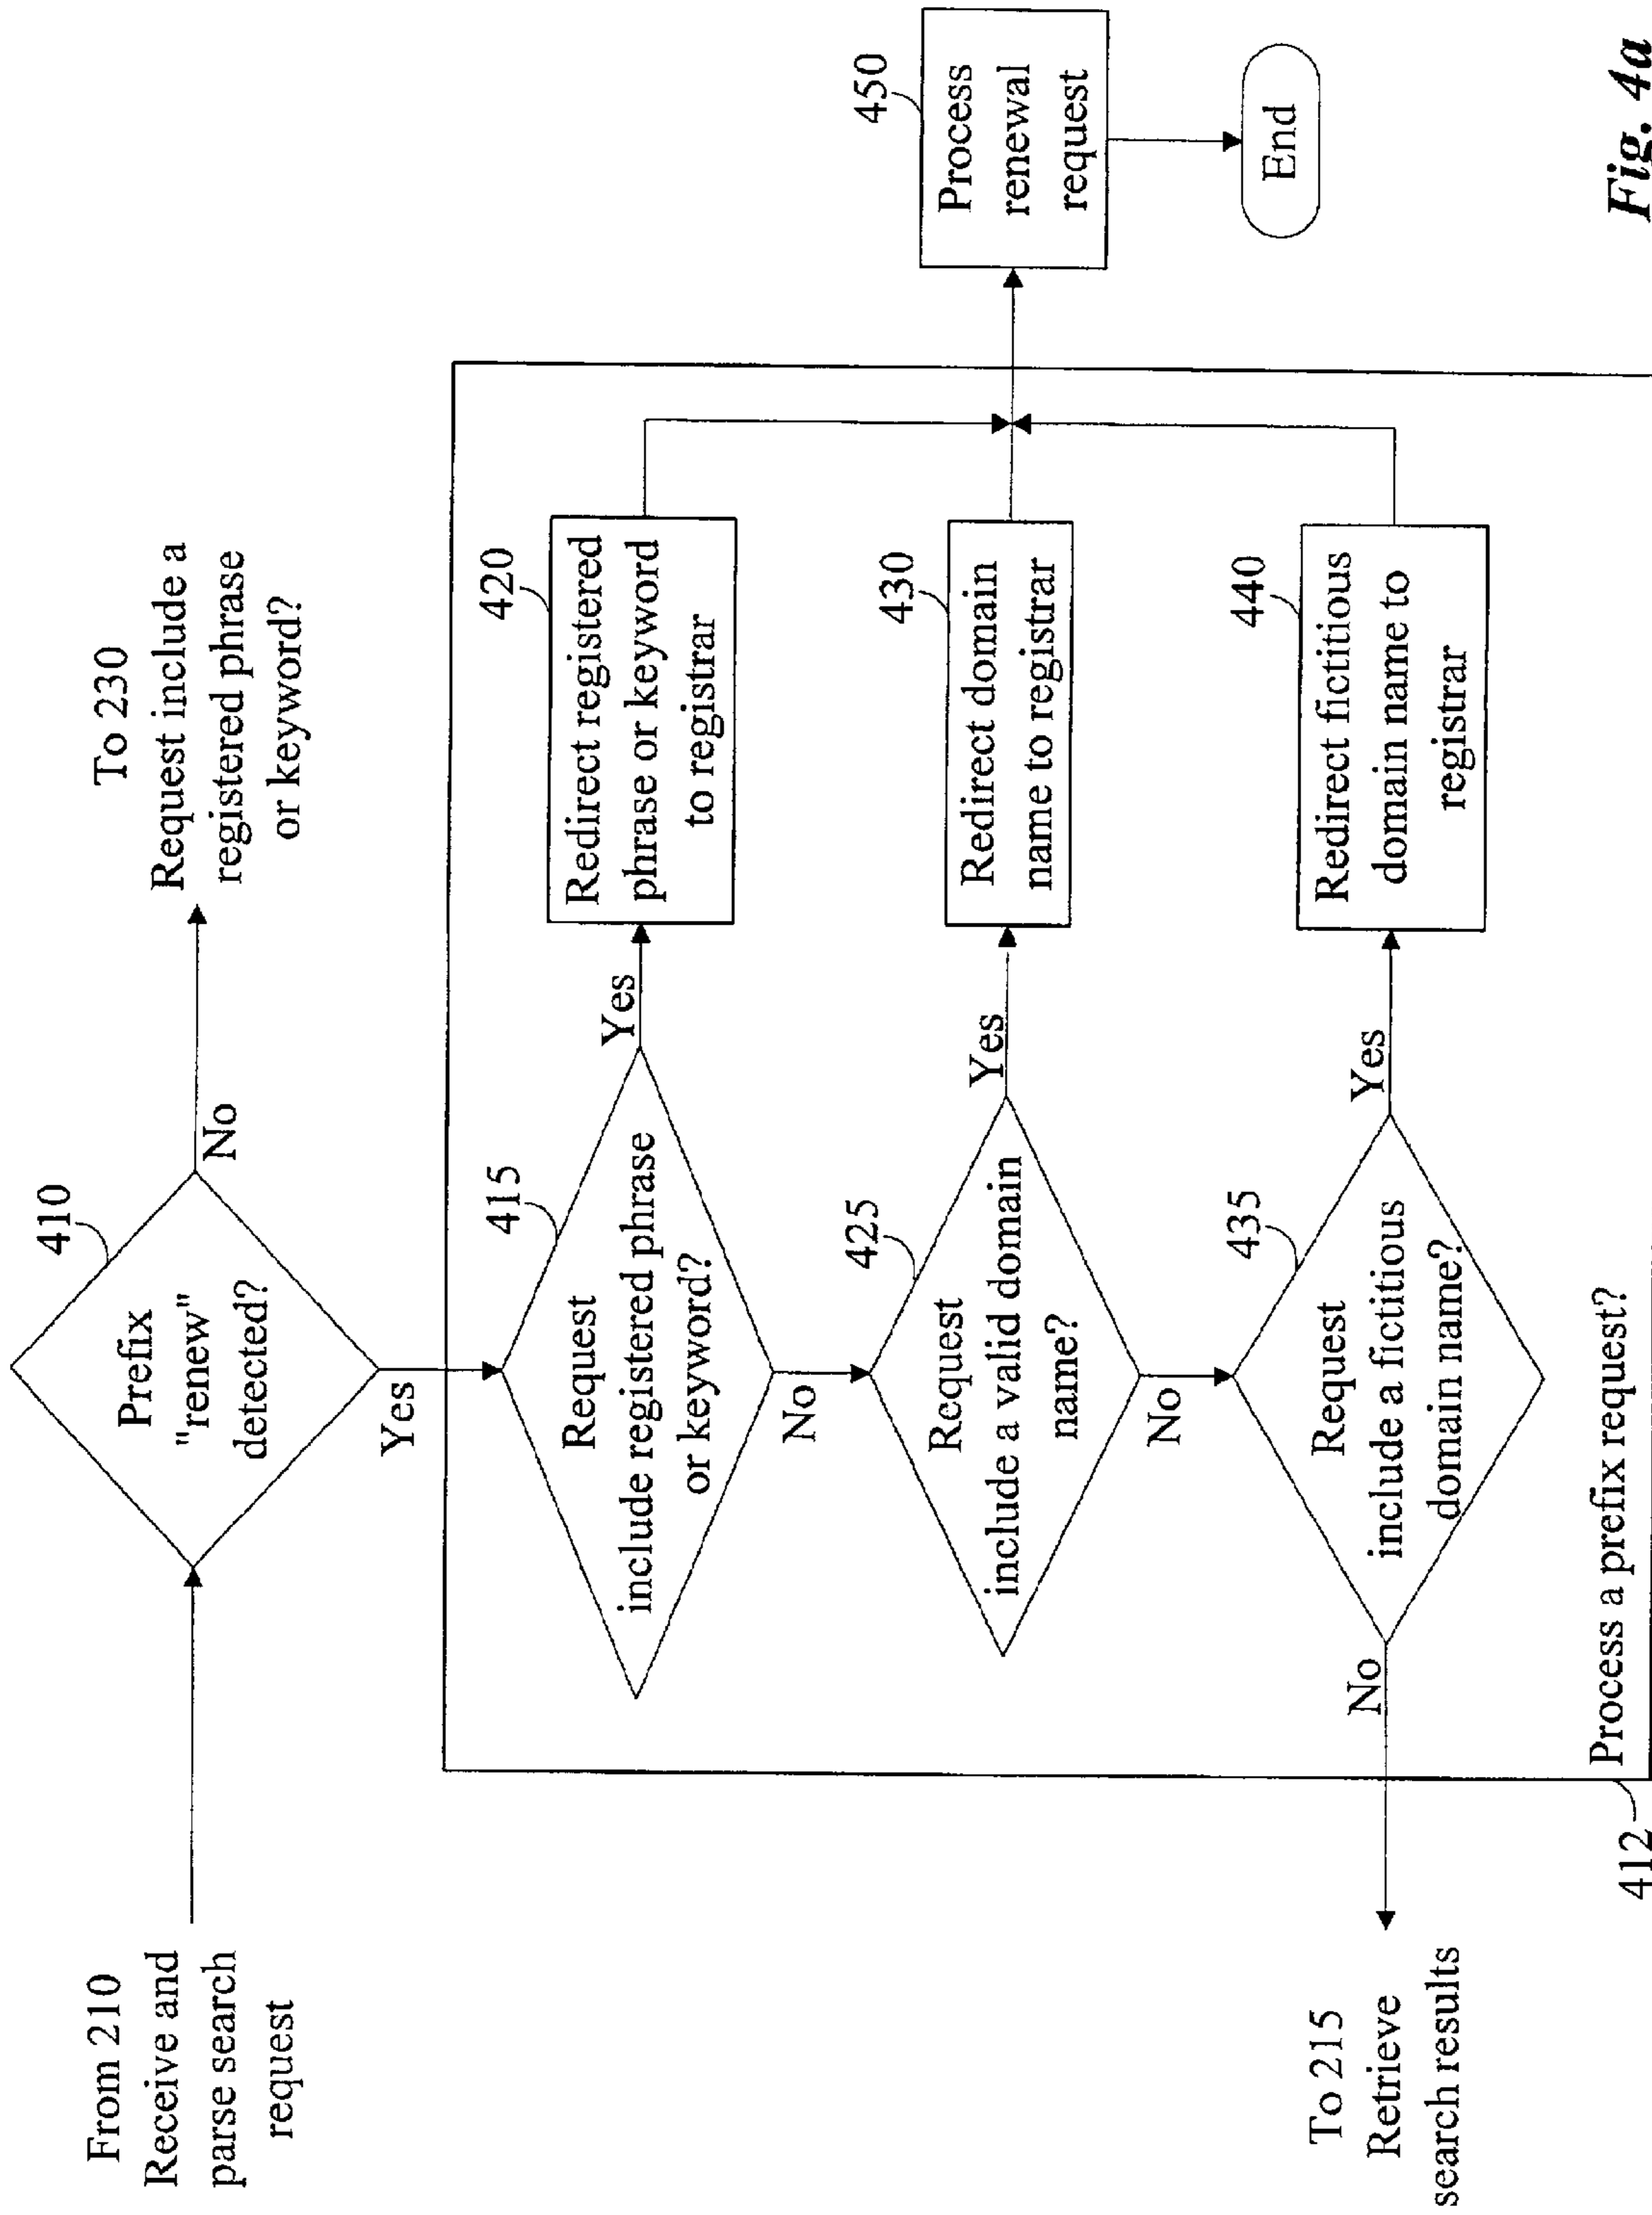 From 210
Receive and
parse search
request
410
Prefix
"renew"
detected?
No
To 230
Request include a
registered phrase
or keyword?
Yes
415
Request
include registered phrase
or keyword?
Yes
420
Redirect registered
phrase or keyword
to registrar
No
425
Request
include a valid domain
name?
Yes
430
Redirect domain
name to registrar
450
Process
renewal
request
End
No
435
Request
include a fictitious
domain name?
Yes
440
Redirect fictitious
domain name to
registrar
No
To 215
Retrieve
search results
Process a prefix request?
412
Fig. 4a